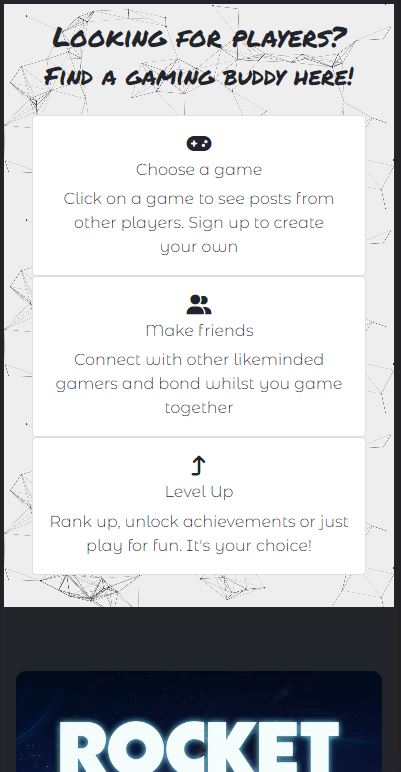 Looking for players?
Find a gaming buddy here!
Choose a game
Click on a game to see posts from
other players. Sign up to create
your own
Make friends
Connect with other likeminded
gamers and bond whilst you game
together
Level Up
Rank up, unlock achievements or just
play for fun. It's your choice!
ROCKET